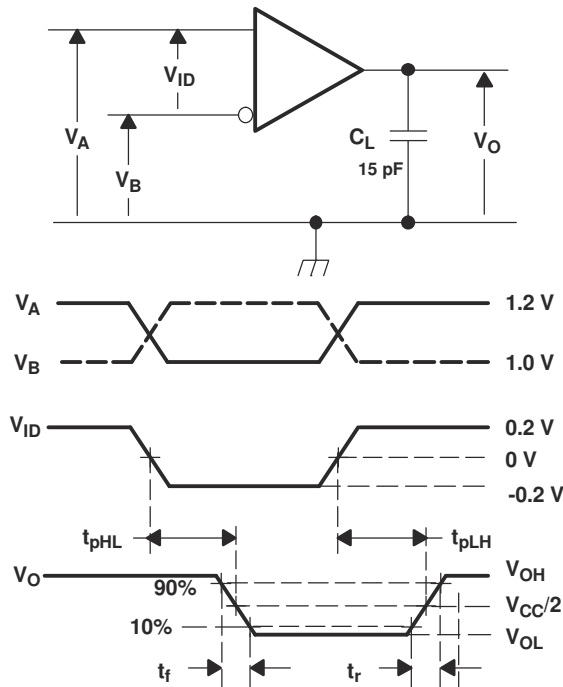 V_A
V_ID
V_B
C_L
15 pF
V_O
V_A
1.2 V
V_B
1.0 V
V_ID
0.2 V
0 V
-0.2 V
t_pHL
t_pLH
V_O
V_OH
90%
V_CC/2
10%
V_OL
t_f
t_r